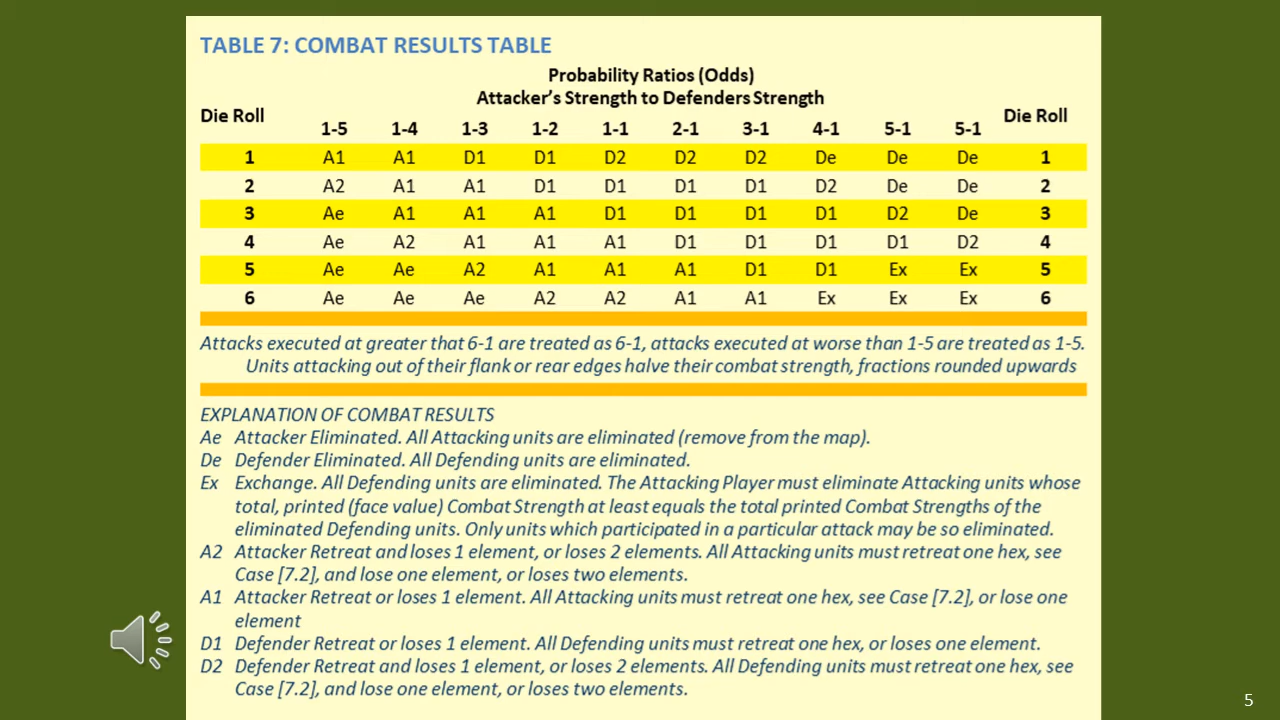 TABLE 7: COMBAT RESULTS TABLE
Probability Ratios (Odds)
Attacker's Strength to Defenders Strength
Die Roll 1-5 1-4 1-3 1-2 1-1 2-1 3-1 4-1 5-1 5-1 Die Roll
1 A1 A1 D1 D1 D2 D2 D2 De De De 1
2 A2 A1 A1 D1 D1 D1 D1 D2 De De 2
3 Ae A1 A1 A1 D1 D1 D1 D1 D2 De 3
4 Ae A2 A1 A1 A1 D1 D1 D1 D1 D2 4
5 Ae Ae A2 A1 A1 A1 D1 D1 Ex Ex 5
6 Ae Ae Ae A2 A2 A1 A1 Ex Ex Ex 6
Attacks executed at greater that 6-1 are treated as 6-1, attacks executed at worse than 1-5 are treated as 1-5.
Units attacking out of their flank or rear edges halve their combat strength, fractions rounded upwards
EXPLANATION OF COMBAT RESULTS
Ae Attacker Eliminated. All Attacking units are eliminated (remove from the map).
De Defender Eliminated. All Defending units are eliminated.
Ex Exchange. All Defending units are eliminated. The Attacking Player must eliminate Attacking units whose
total, printed (face value) Combat Strength at least equals the total printed Combat Strengths of the
eliminated Defending units. Only units which participated in a particular attack may be so eliminated.
A2 Attacker Retreat and loses 1 element, or loses 2 elements. All Attacking units must retreat one hex, see
Case [7.2], and lose one element, or loses two elements.
A1 Attacker Retreat or loses 1 element. All Attacking units must retreat one hex, see Case [7.2], or lose one
element
D1 Defender Retreat or loses 1 element. All Defending units must retreat one hex, or loses one element.
D2 Defender Retreat and loses 1 element, or loses 2 elements. All Defending units must retreat one hex, see
Case [7.2], and lose one element, or loses two elements.
5